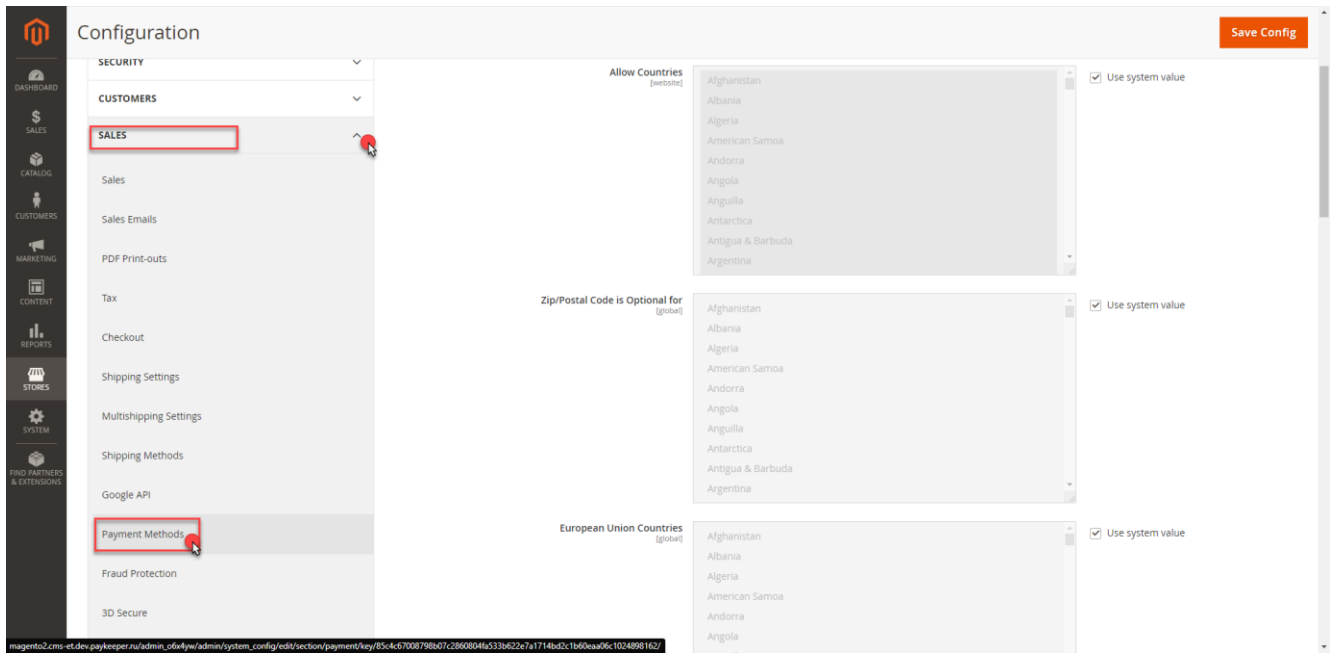 Configuration
Save Config
DASHBOARD
SALES
CATALOG
CUSTOMERS
MARKETING
CONTENT
REPORTS
STORES
SYSTEM
FIND PARTNERS
& EXTENSIONS
SECURITY
CUSTOMERS
SALES
Sales
Sales Emails
PDF Print-outs
Tax
Checkout
Shipping Settings
Multishipping Settings
Shipping Methods
Google API
Payment Methods
Fraud Protection
3D Secure
Allow Countries
[website]
Afghanistan
Albania
Algeria
American Samoa
Andorra
Angola
Anguilla
Antarctica
Antigua & Barbuda
Argentina
Use system value
Zip/Postal Code is Optional for
[global]
Afghanistan
Albania
Algeria
American Samoa
Andorra
Angola
Anguilla
Antarctica
Antigua & Barbuda
Argentina
Use system value
European Union Countries
[global]
Afghanistan
Albania
Algeria
American Samoa
Andorra
Angola
Use system value
magento2.cms-et.dev.paykeeper.ru/admin_o6x4yw/admin/system_config/edit/section/payment/key/85c4c67008798b07c2860804fa533b622e7a1714bd2c1b60eaa06c1024898162/